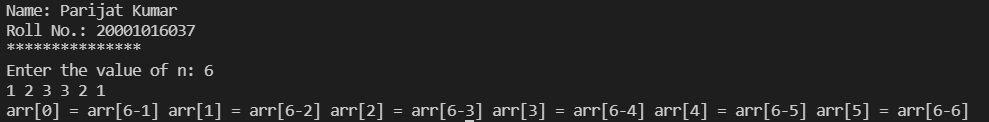 Name: Parijat Kumar
Roll No.: 20001016037
***************
Enter the value of n: 6
1 2 3 3 2 1
arr[0] = arr[6-1] arr[1] = arr[6-2] arr[2] = arr[6-3] arr[3] = arr[6-4] arr[4] = arr[6-5] arr[5] = arr[6-6]